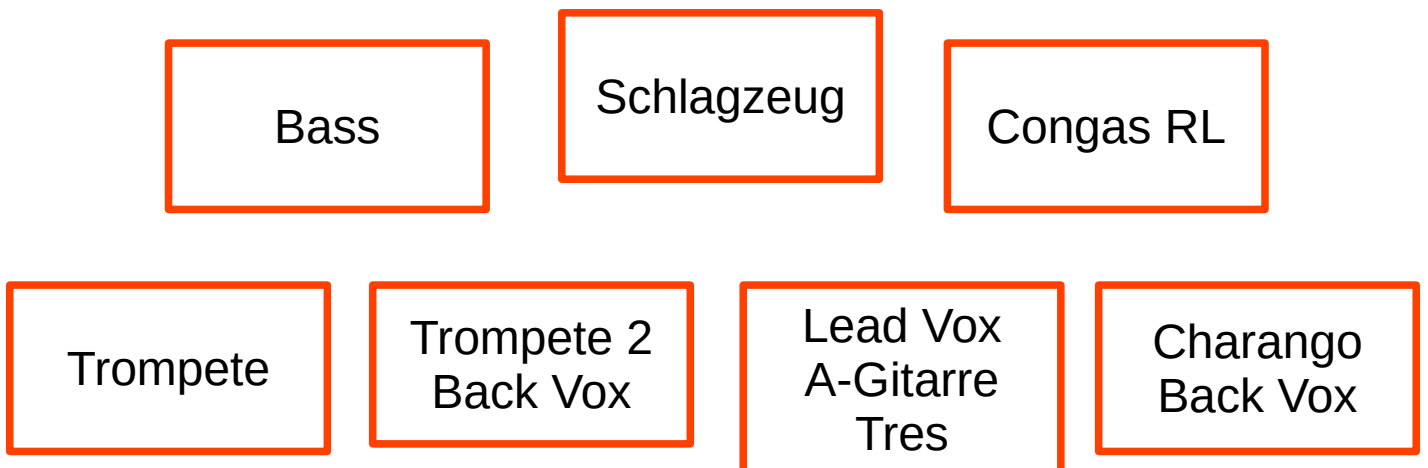 Bass
Schlagzeug
Congas RL
Trompete
Trompete 2
Back Vox
Lead Vox
A-Gitarre
Tres
Charango
Back Vox